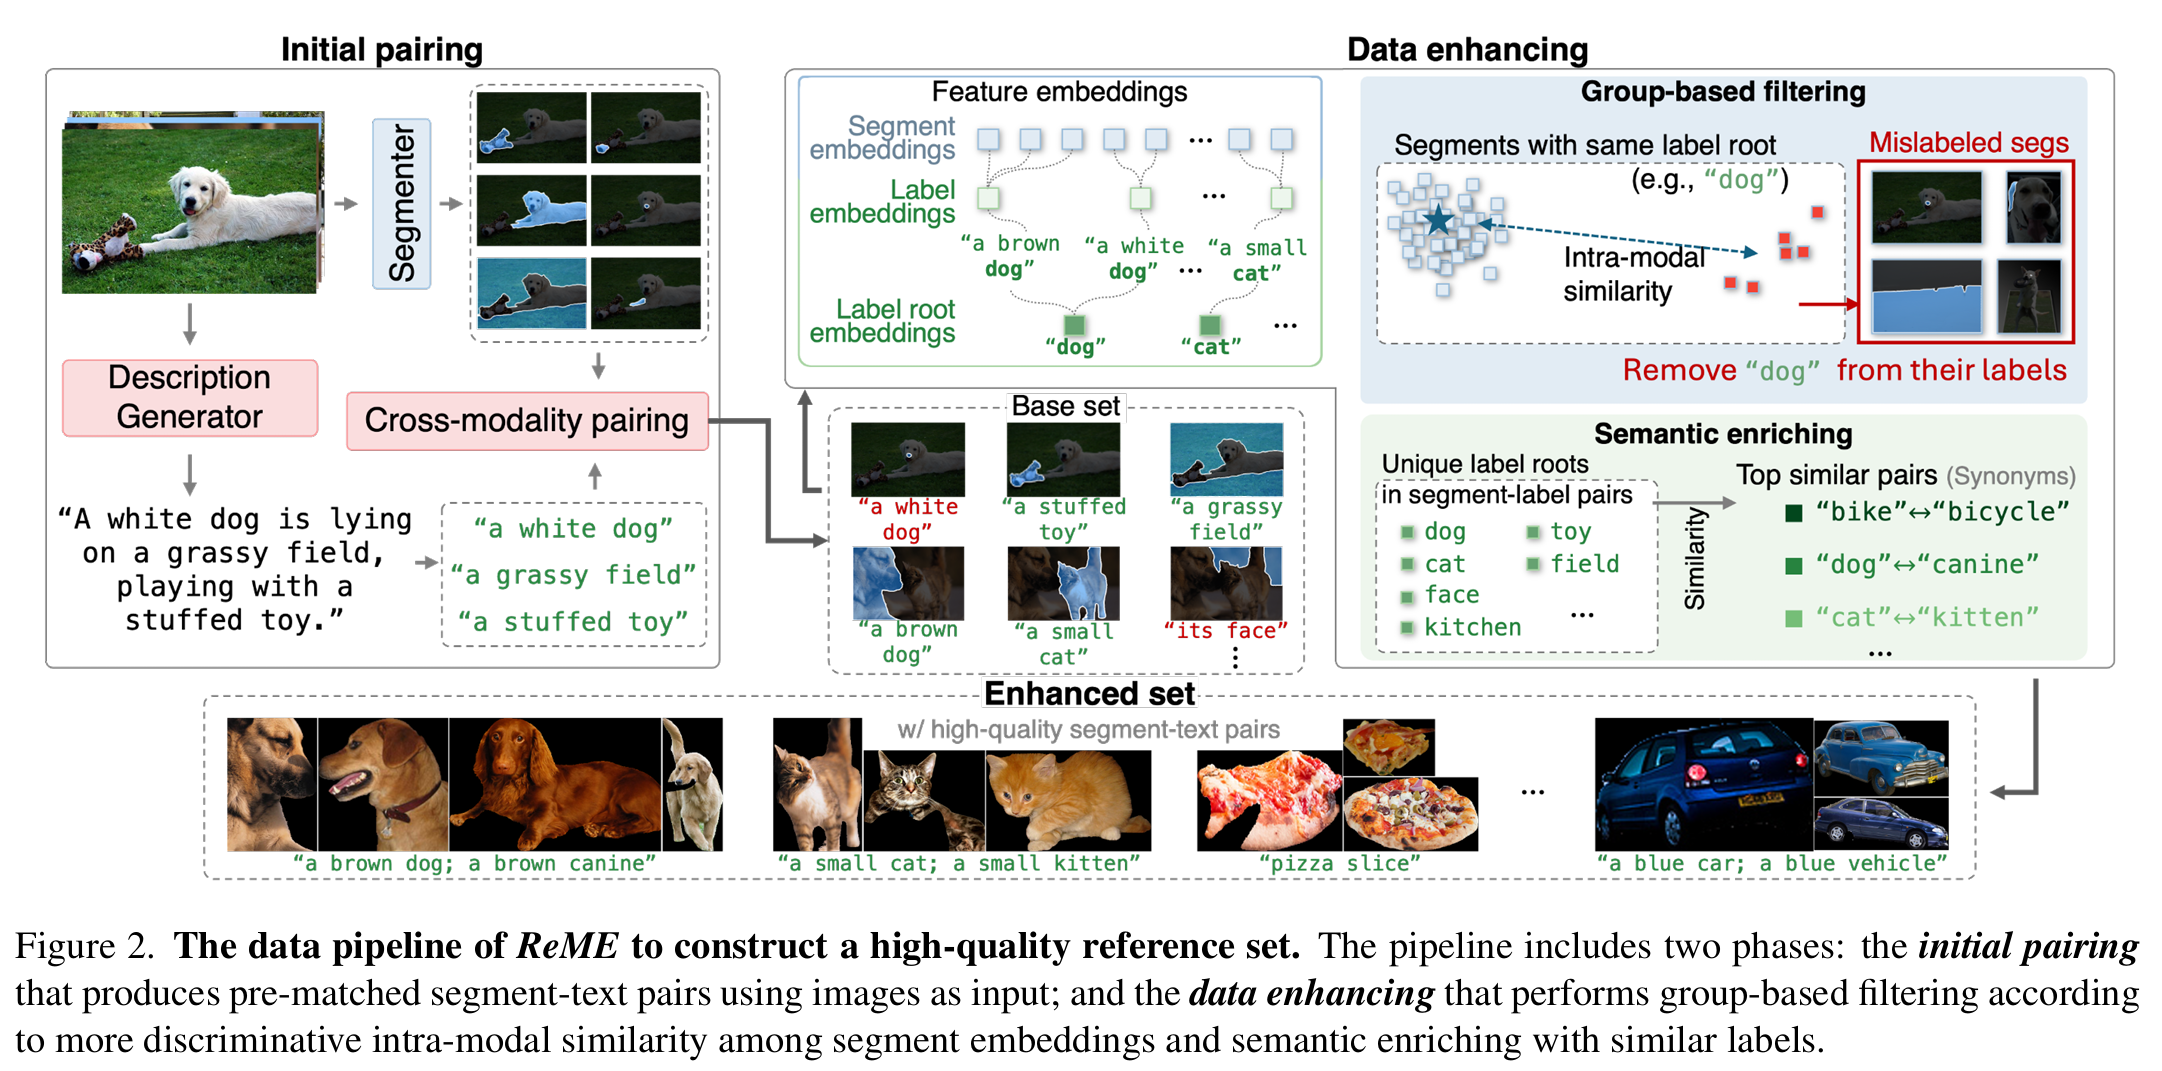 Initial pairing
Segmenter
Description
Generator
Cross-modality pairing
“A white dog is lying
on a grassy field,
playing with a
stuffed toy.”
“a white dog”
“a grassy field”
“a stuffed toy”
Data enhancing
Feature embeddings
Segment
embeddings
...
Label
embeddings
...
“a brown
dog”
“a white
dog”
...
“a small
cat”
Label root
embeddings
“dog”
“cat”
...
Base set
“a white
dog”
“a stuffed
toy”
“a grassy
field”
“a brown
dog”
“a small
cat”
“its face”
Group-based filtering
Segments with same label root
(e.g., “dog”)
Intra-modal
similarity
Mislabeled segs
Remove “dog” from their labels
Semantic enriching
Unique label roots
in segment-label pairs
dog
cat
face
kitchen
toy
field
...
Similarity
Top similar pairs (Synonyms)
“bike”↔“bicycle”
“dog”↔“canine”
“cat”↔“kitten”
...
Enhanced set
w/ high-quality segment-text pairs
“a brown dog; a brown canine”
“a small cat; a small kitten”
“pizza slice”
...
“a blue car; a blue vehicle”
Figure 2. The data pipeline of ReME to construct a high-quality reference set. The pipeline includes two phases: the initial pairing
that produces pre-matched segment-text pairs using images as input; and the data enhancing that performs group-based filtering according
to more discriminative intra-modal similarity among segment embeddings and semantic enriching with similar labels.